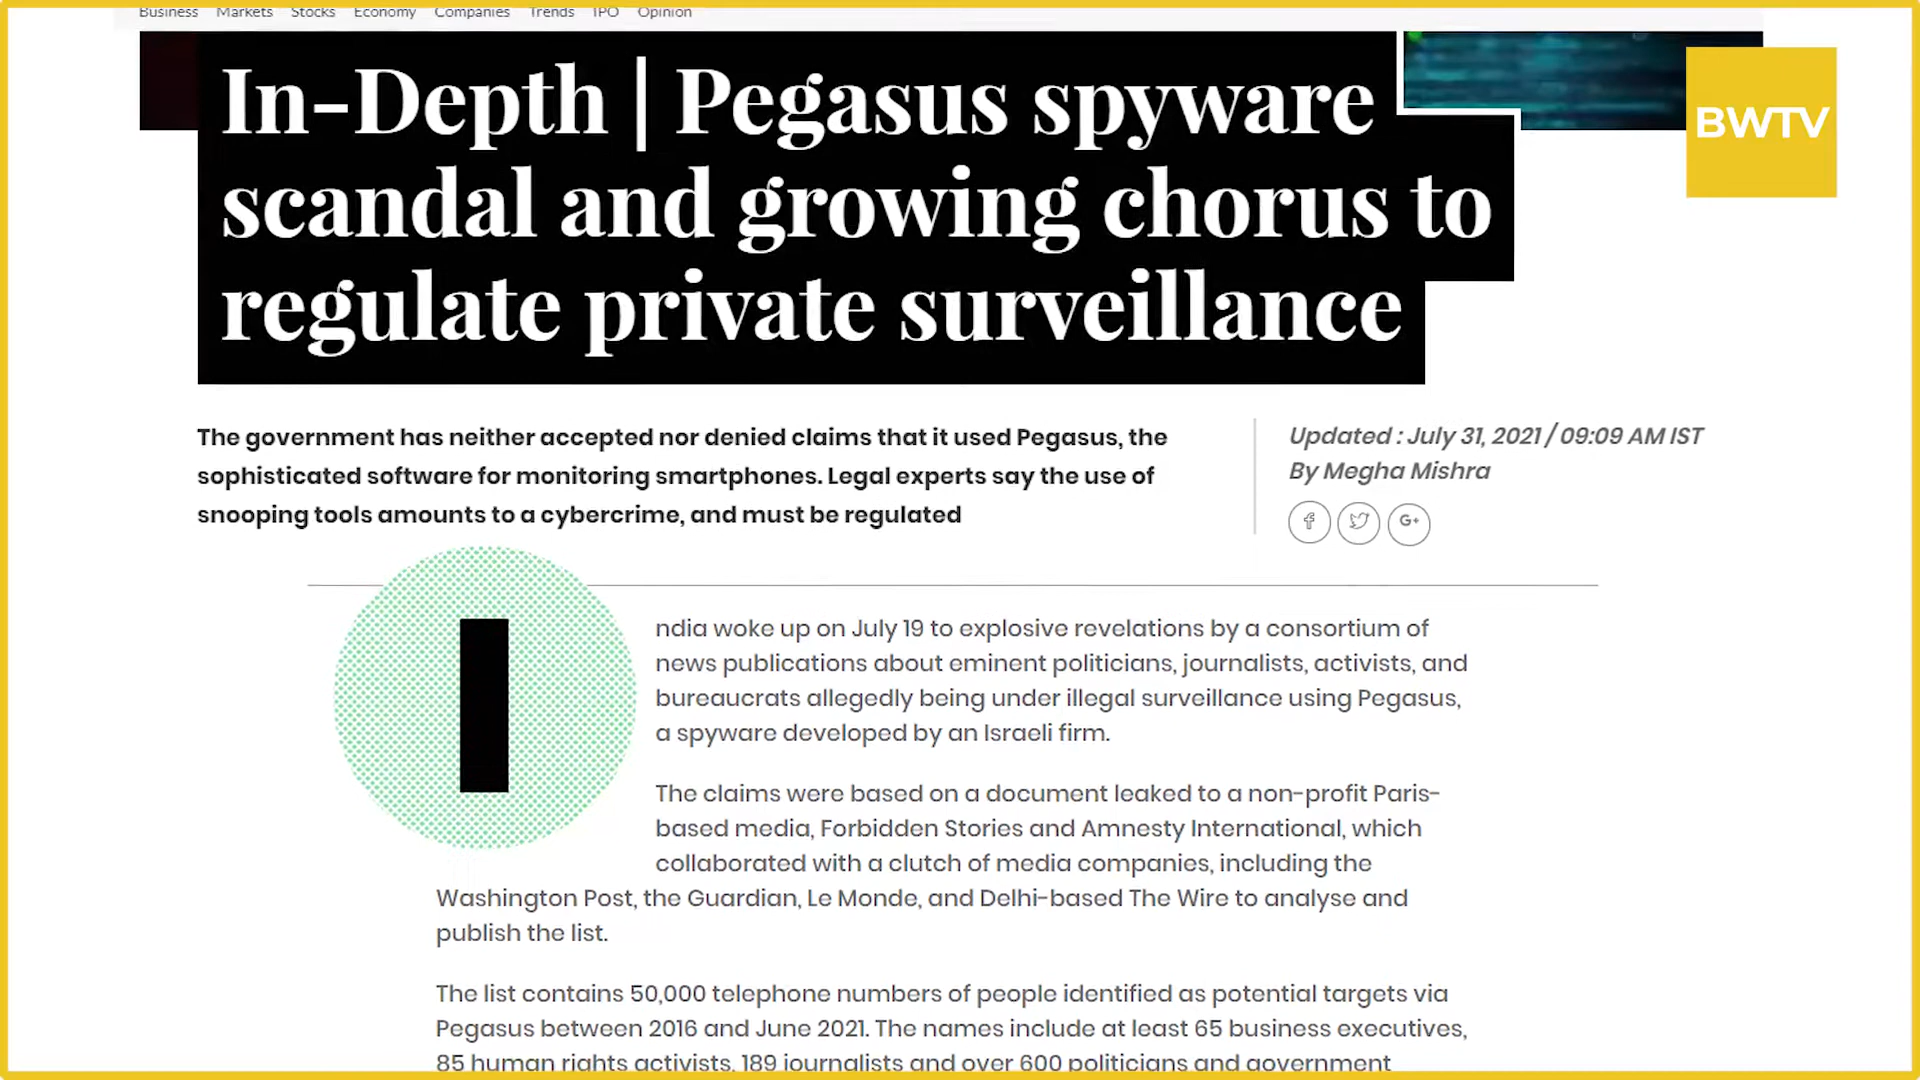 Business Markets Stocks Economy Companies Trends IPO Opinion
In-Depth | Pegasus spyware
scandal and growing chorus to
regulate private surveillance
BWTV
The government has neither accepted nor denied claims that it used Pegasus, the
sophisticated software for monitoring smartphones. Legal experts say the use of
snooping tools amounts to a cybercrime, and must be regulated
Updated : July 31, 2021 / 09:09 AM IST
By Megha Mishra
f G+
I
ndia woke up on July 19 to explosive revelations by a consortium of
news publications about eminent politicians, journalists, activists, and
bureaucrats allegedly being under illegal surveillance using Pegasus,
a spyware developed by an Israeli firm.
The claims were based on a document leaked to a non-profit Paris-
based media, Forbidden Stories and Amnesty International, which
collaborated with a clutch of media companies, including the
Washington Post, the Guardian, Le Monde, and Delhi-based The Wire to analyse and
publish the list.
The list contains 50,000 telephone numbers of people identified as potential targets via
Pegasus between 2016 and June 2021. The names include at least 65 business executives,
85 human rights activists, 189 journalists and over 600 politicians and government